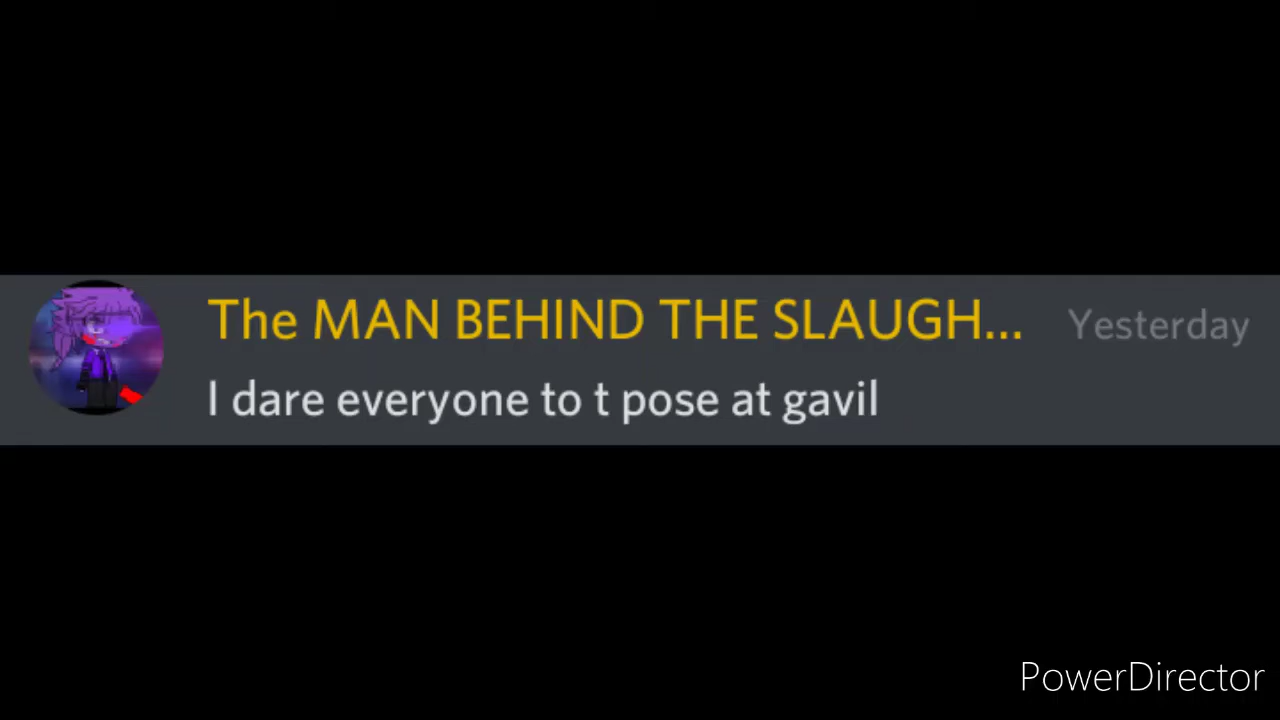 The MAN BEHIND THE SLAUGH... Yesterday
I dare everyone to t pose at gavil
PowerDirector